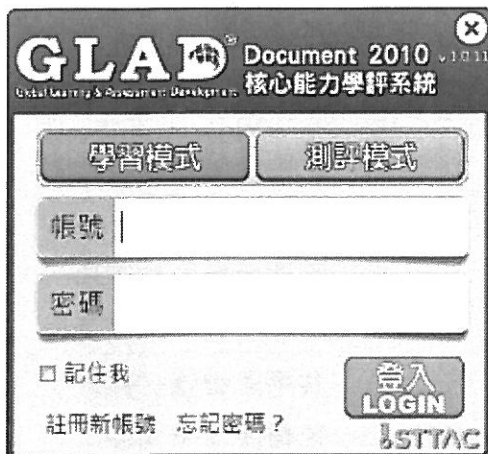 GLAD® Document 2010 v 1.0.11
Global Learning & Assessment Development 核心能力學評系統
學習模式 測評模式
帳號
密碼
記住我
登入
LOGIN
註冊新帳號 忘記密碼？
STTAC